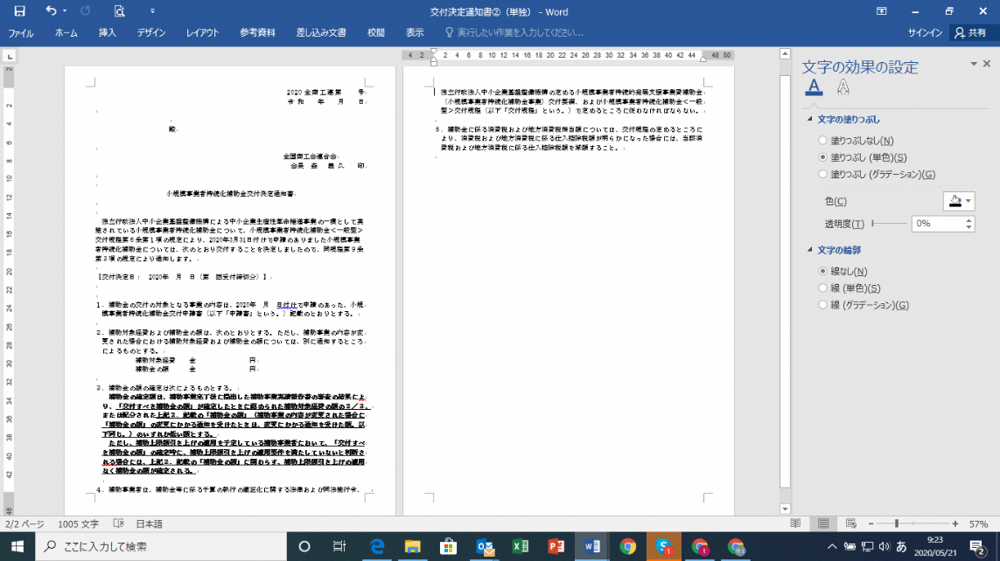 交付決定通知書②（単独） - Word
ファイル
ホーム
挿入
デザイン
レイアウト
参考資料
差し込み文書
校閲
表示
実行したい作業を入力してください...
サインイン
共有
2020 全商工連第　　　号
令 和　　年　　月　　日
殿
全国商工会連合会
会長　森　義久　　印
小規模事業者持続化補助金交付決定通知書
独立行政法人中小企業基盤整備機構による中小企業生産性革命推進事業の一環として実
施されている小規模事業者持続化補助金について、小規模事業者持続化補助金＜一般型＞
交付規程第６条第１項の規定により、2020年3月31日付けで申請のありました小規模事業
者持続化補助金については、次のとおり交付することを決定しましたので、同規程第９条
第３項の規定により通知します。
【交付決定日：　2020年　月　日（第　回受付締切分）】
１．補助金の交付の対象となる事業の内容は、2020年　月　日付けで申請のあった、小規
模事業者持続化補助金交付申請書（以下「申請書」という。）記載のとおりとする。
２．補助対象経費および補助金の額は、次のとおりとする。ただし、補助事業の内容が変
更された場合における補助対象経費および補助金の額については、別に通知するところ
によるものとする。
補助対象経費　　金　　　　　　　　円
補助金の額　　　金　　　　　　　　円
３．補助金の額の確定は次によるものとする。
補助金の確定額は、補助事業完了後に提出した補助事業実績報告書の審査の結果によ
り、「交付すべき補助金の額」が確定したときに認められた補助対象経費の額の２／３、
または配分された上記２．記載の「補助金の額」（補助事業の内容が変更された場合に
「補助金の額」の変更にかかる通知を受けたときは、変更にかかる通知を受けた額。以
下同じ。）のいずれか低い額とする。
ただし、補助上限額引き上げの適用を予定している補助事業者において、「交付すべ
き補助金の額」の確定時に、補助上限額引き上げの適用要件を満たしていないと判断さ
れる場合には、上記２．記載の「補助金の額」に関わらず、補助上限額引き上げの適用
なく補助金の額が確定される。
４．補助事業者は、補助金等に係る予算の執行の適正化に関する法律および同法施行令、
独立行政法人中小企業基盤整備機構の定める小規模事業者持続的発展支援事業費補助金
（小規模事業者持続化補助金事業）交付要綱、および小規模事業者持続化補助金＜一般
型＞交付規程（以下「交付規程」という。）で定めるところに従わなければならない。
５．補助金に係る消費税および地方消費税相当額については、交付規程の定めるところに
より、消費税および地方消費税に係る仕入控除税額が明らかになった場合には、当該消
費税および地方消費税に係る仕入控除税額を減額すること。
文字の効果の設定
文字の塗りつぶし
塗りつぶしなし(N)
塗りつぶし (単色)(S)
塗りつぶし (グラデーション)(G)
色(C)
透明度(T)
0%
文字の輪郭
線なし(N)
線 (単色)(S)
線 (グラデーション)(G)
2/2 ページ
1005 文字
日本語
57%
ここに入力して検索
あ
9:23
2020/05/21